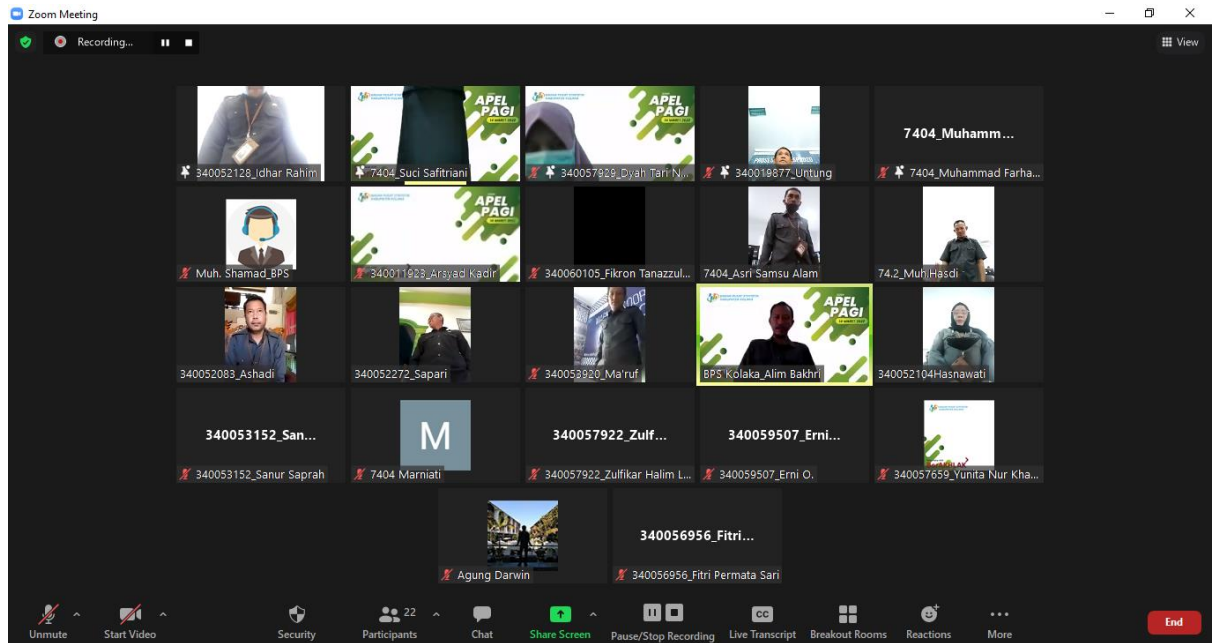 Zoom Meeting
Recording...
View
APEL
PAGI
340052128_Idhar Rahim
7404_Suci Safitriani
APEL
PAGI
340057929_Dyah Tari N...
340019877_Untung
7404_Muhamm...
7404_Muhammad Farha...
Muh. Shamad_BPS
APEL
PAGI
340011923_Arsyad Kadir
340060105_Fikron Tanazzul...
7404_Asri Samsu Alam
74.2_Muh Hasdi
340052083_Ashadi
340052272_Sapari
340053920_Ma'ruf
APEL
PAGI
BPS Kolaka_Alim Bakhri
340052104Hasnawati
340053152_San...
340053152_Sanur Saprah
M
7404 Marniati
340057922_Zulf...
340057922_Zulfikar Halim L...
340059507_Erni...
340059507_Erni O.
340057659_Yunita Nur Kha...
Agung Darwin
340056956_Fitri...
340056956_Fitri Permata Sari
Unmute
Start Video
Security
22
Participants
Chat
Share Screen
Pause/Stop Recording
CC
Live Transcript
Breakout Rooms
Reactions
More
End